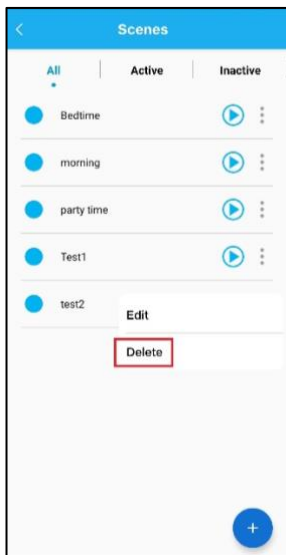 Scenes
All Active Inactive
Bedtime
morning
party time
Test1
test2
Edit
Delete
+